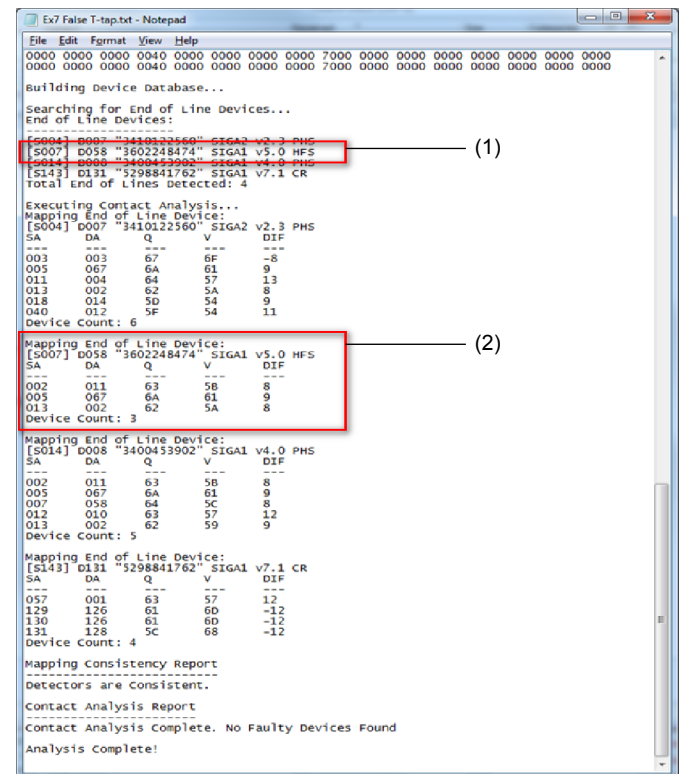 Ex7 False T-tap.txt - Notepad
File Edit Format View Help
0000 0000 0000 0040 0000 0000 0000 0000 7000 0000 0000 0000 0000 0000 0000 0000
0000 0000 0000 0040 0000 0000 0000 0000 7000 0000 0000 0000 0000 0000 0000 0000
Building Device Database...
Searching for End of Line Devices...
End of Line Devices:
--------------------
[S004] D007 "3410122560" SIGA2 v2.3 PHS
[S007] D058 "3602248474" SIGA1 v5.0 HFS
(1)
[S014] D008 "3400453902" SIGA1 v4.0 PHS
[S143] D131 "5298841762" SIGA1 v7.1 CR
Total End of Lines Detected: 4
Executing Contact Analysis...
Mapping End of Line Device:
[S004] D007 "3410122560" SIGA2 v2.3 PHS
SA DA Q V DIF
--- --- --- --- ---
003 003 67 6F -8
005 067 6A 61 9
011 004 64 57 13
013 002 62 5A 8
018 014 5D 54 9
040 012 5F 54 11
Device Count: 6
Mapping End of Line Device:
(2)
[S007] D058 "3602248474" SIGA1 v5.0 HFS
SA DA Q V DIF
--- --- --- --- ---
002 011 63 5B 8
005 067 6A 61 9
013 002 62 5A 8
Device Count: 3
Mapping End of Line Device:
[S014] D008 "3400453902" SIGA1 v4.0 PHS
SA DA Q V DIF
--- --- --- --- ---
002 011 63 5B 8
005 067 6A 61 9
007 058 64 5C 8
012 010 63 57 12
013 002 62 59 9
Device Count: 5
Mapping End of Line Device:
[S143] D131 "5298841762" SIGA1 v7.1 CR
SA DA Q V DIF
--- --- --- --- ---
057 001 63 57 12
129 126 61 6D -12
130 126 61 6D -12
131 128 5C 68 -12
Device Count: 4
Mapping Consistency Report
--------------------------
Detectors are Consistent.
Contact Analysis Report
-----------------------
Contact Analysis Complete. No Faulty Devices Found
Analysis Complete!